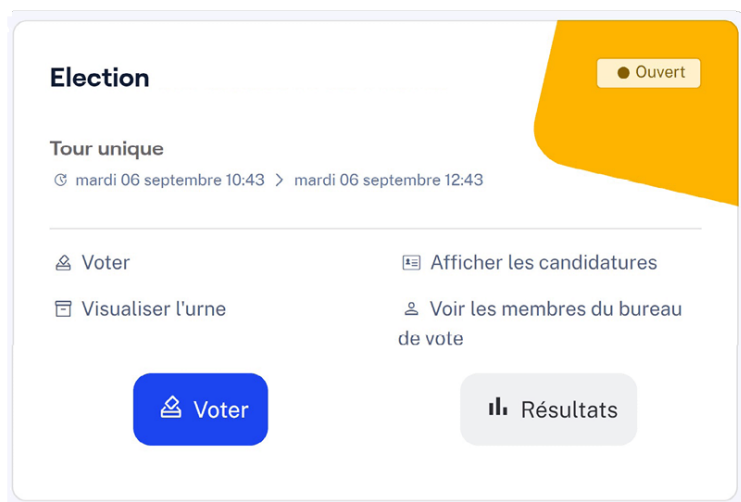 Election
Ouvert
Tour unique
mardi 06 septembre 10:43 > mardi 06 septembre 12:43
Voter
Afficher les candidatures
Visualiser l'urne
Voir les membres du bureau
de vote
Voter
Résultats